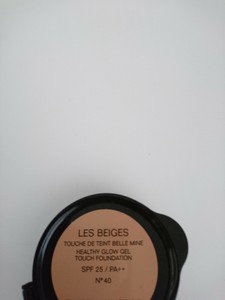 LES BEIGES
TOUCHE DE TEINT BELLE MINE
HEALTHY GLOW GEL
TOUCH FOUNDATION
SPF 25 / PA++
N°40